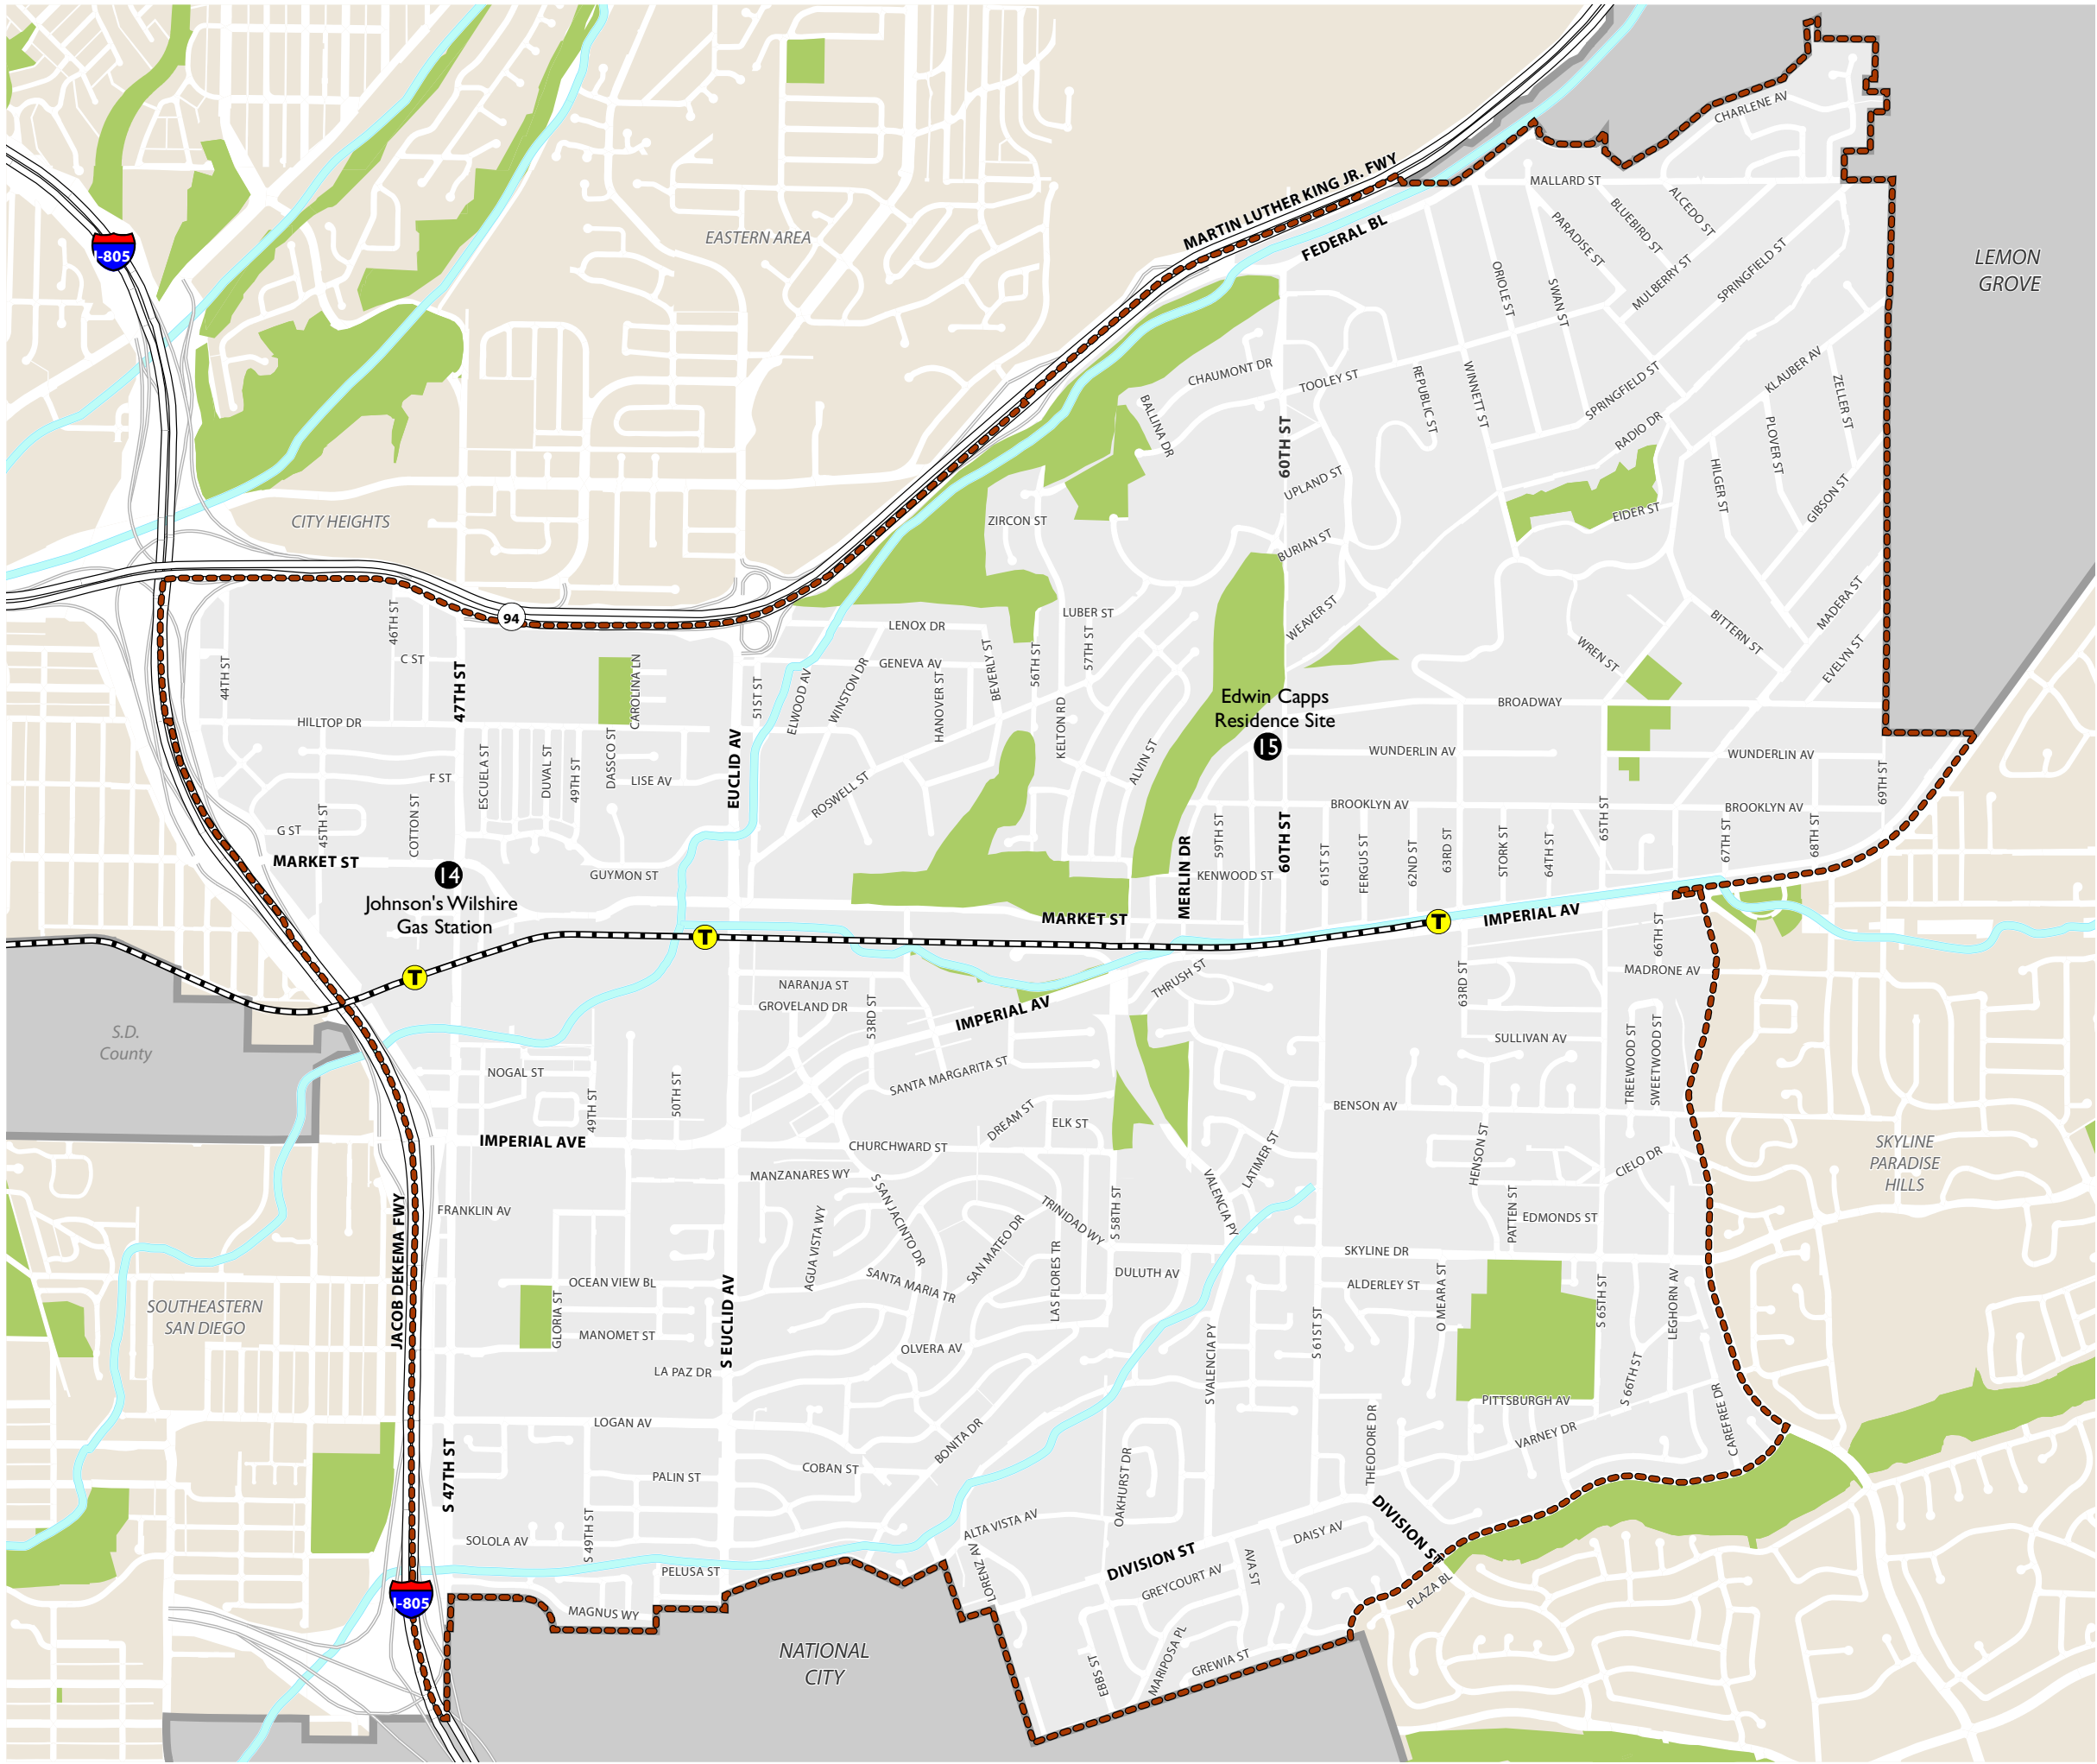 CHARLENE AV
MARTIN LUTHER KING JR. FWY
MALLARD ST
FEDERAL BL
ALCEDO ST
BLUEBIRD ST
PARADISE ST
EASTERN AREA
I-805
LEMON
GROVE
MULBERRY ST
SPRINGFIELD ST
ORIOLE ST
SWAN ST
CHAUMONT DR
TOOLEY ST
REPUBLIC ST
WINNETT ST
SPRINGFIELD ST
KLAUBER AV
ZELLER ST
BALLINA DR
RADIO DR
PLOVER ST
60TH ST
UPLAND ST
HILGER ST
GIBSON ST
EIDER ST
CITY HEIGHTS
ZIRCON ST
BURIAN ST
MADERA ST
94
46TH ST
LENOX DR
LUBER ST
WEAVER ST
BITTERN ST
WREN ST
EVELYN ST
C ST
44TH ST
47TH ST
CAROLINA LN
51ST ST
ELWOOD AV
WINSTON DR
GENEVA AV
HANOVER ST
BEVERLY ST
56TH ST
57TH ST
Edwin Capps
Residence Site
15
BROADWAY
HILLTOP DR
KELTON RD
ALVIN ST
WUNDERLIN AV
WUNDERLIN AV
F ST
ESCUELA ST
DUVAL ST
49TH ST
DASSCO ST
LISE AV
EUCLID AV
ROSWELL ST
69TH ST
BROOKLYN AV
BROOKLYN AV
G ST
45TH ST
COTTON ST
MARKET ST
14
Johnson's Wilshire
Gas Station
GUYMON ST
MERLIN DR
59TH ST
60TH ST
KENWOOD ST
61ST ST
FERGUS ST
62ND ST
63RD ST
STORK ST
64TH ST
65TH ST
67TH ST
68TH ST
MARKET ST
IMPERIAL AV
66TH ST
T
T
T
NARANJA ST
GROVELAND DR
53RD ST
IMPERIAL AV
THRUSH ST
63RD ST
MADRONE AV
S.D.
County
SULLIVAN AV
TREEWOOD ST
SWEETWOOD ST
NOGAL ST
49TH ST
50TH ST
SANTA MARGARITA ST
DREAM ST
ELK ST
BENSON AV
IMPERIAL AVE
CHURCHWARD ST
LATIMER ST
HENSON ST
CIELO DR
SKYLINE
PARADISE
HILLS
MANZANARES WY
JACOB DEKEMA FWY
FRANKLIN AV
AGUA VISTA WY
S SAN JACINTO DR
SAN MATEO DR
TRINIDAD WY
S 58TH ST
VALENCIA PY
PATTEN ST
EDMONDS ST
SKYLINE DR
OCEAN VIEW BL
SANTA MARIA TR
LAS FLORES TR
DULUTH AV
ALDERLEY ST
O MEARA ST
S 65TH ST
LEGHORN AV
SOUTHEASTERN
SAN DIEGO
GLORIA ST
MANOMET ST
S EUCLID AV
OLVERA AV
S VALENCIA PY
S 61ST ST
LA PAZ DR
S 66TH ST
PITTSBURGH AV
CAREFREE DR
LOGAN AV
BONITA DR
THEODORE DR
VARNEY DR
S 47TH ST
PALIN ST
COBAN ST
OAKHURST DR
SOLOLA AV
S 49TH ST
ALTA VISTA AV
DIVISION ST
DAISY AV
DIVISION ST
PELUSA ST
LORENZ AV
GREYCOURT AV
AVA ST
PLAZA BL
I-805
MAGNUS WY
NATIONAL
CITY
EBBS ST
MARIPOSA PL
GREWIA ST